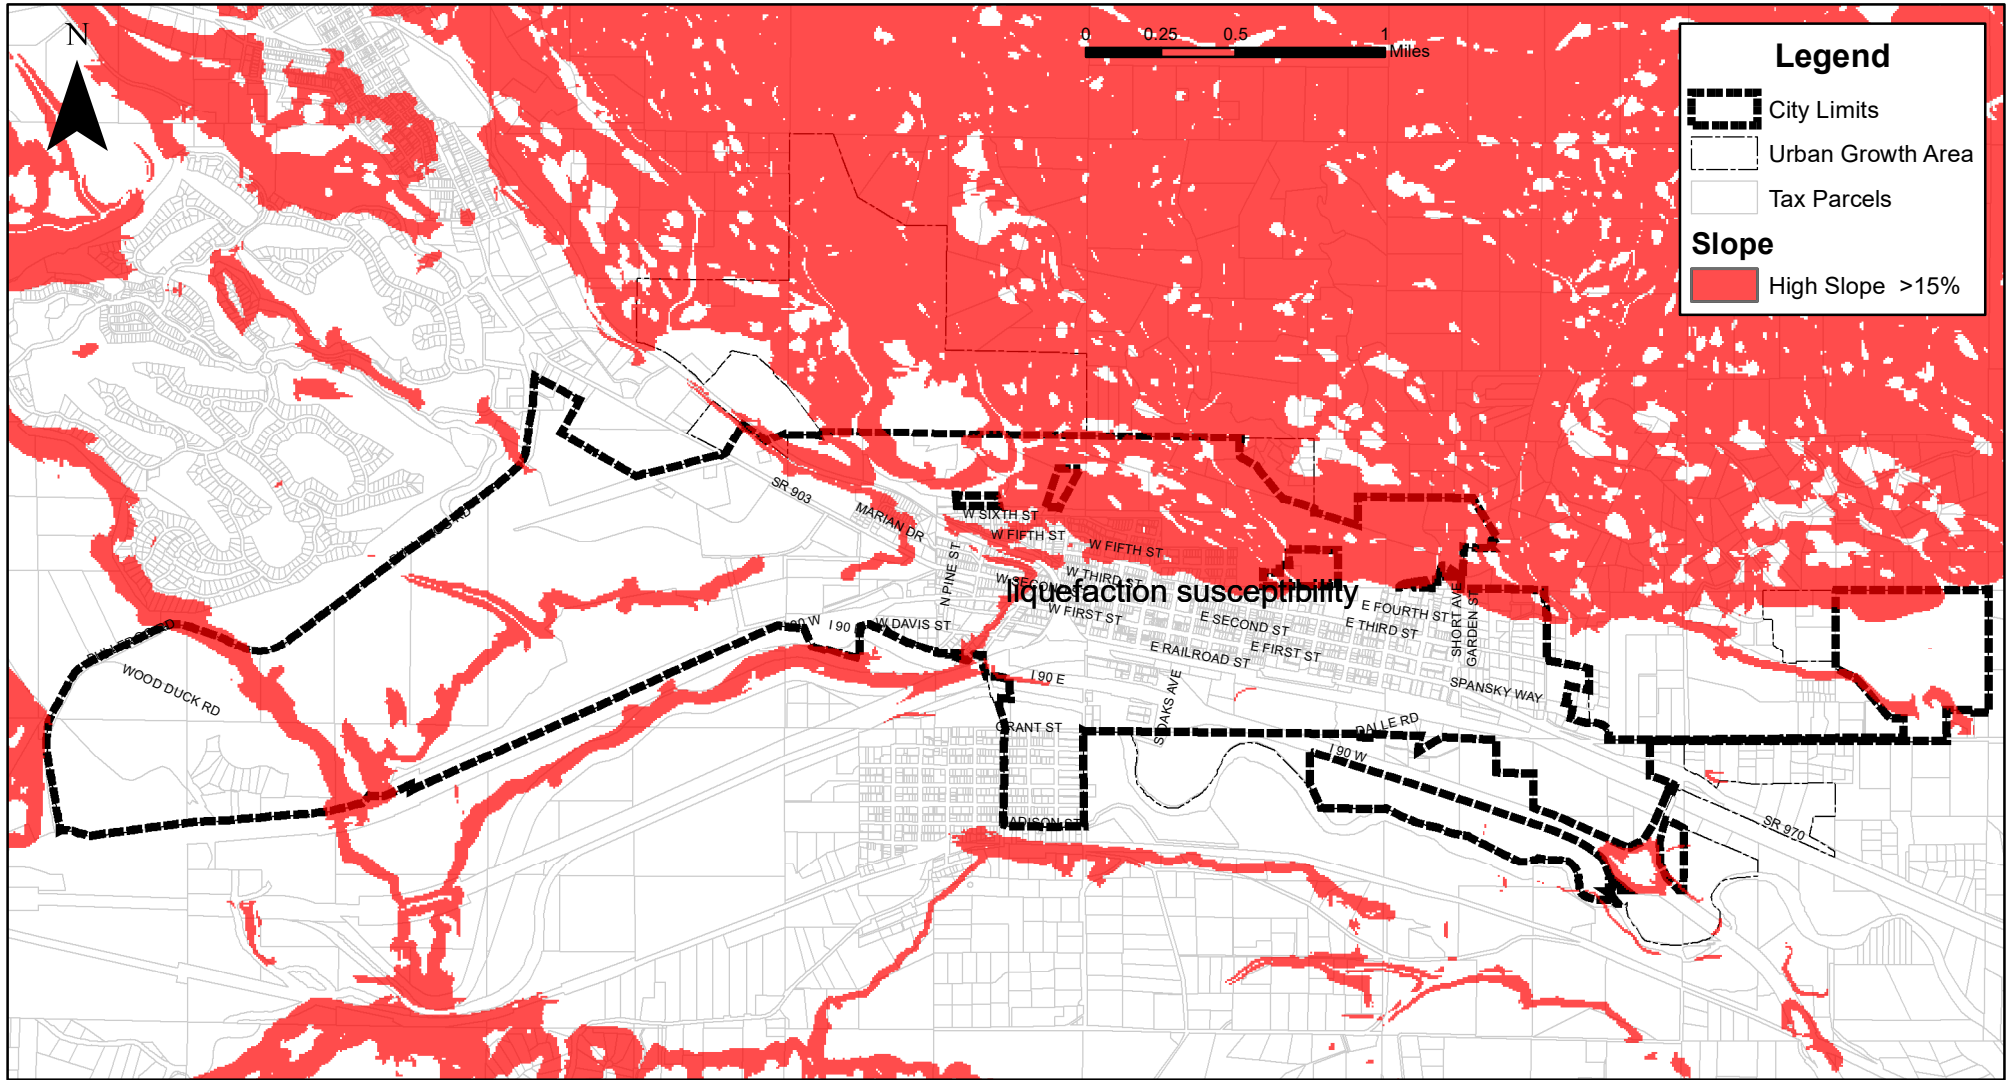 N
0 0.25 0.5 1
Miles
Legend
City Limits
Urban Growth Area
Tax Parcels
Slope
High Slope >15%
SR 903
MARIAN DR
W SIXTH ST
W FIFTH ST
W FIFTH ST
N PINE ST
W THIRD ST
liquefaction susceptibility
W FIRST ST
E FOURTH ST
E THIRD ST
E SECOND ST
E FIRST ST
SHORT AVE
GARDEN ST
I 90
W DAVIS ST
E RAILROAD ST
I 90 E
SPANSKY WAY
WOOD DUCK RD
GRANT ST
S OAKS AVE
DALLE RD
I 90 W
SR 970